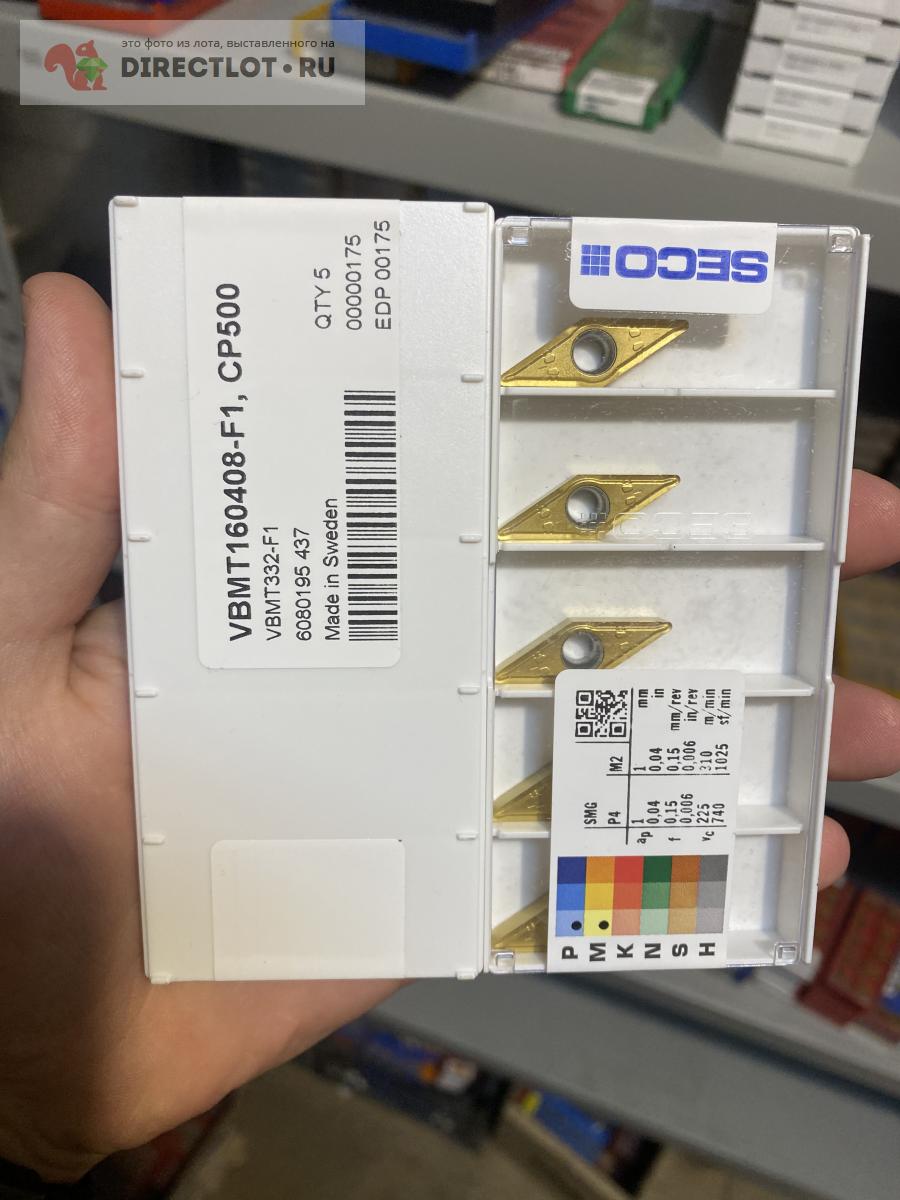 это фото из лота, выставленного на
DIRECTLOT•RU
VBMT160408-F1, CP500
VBMT332-F1
6080195 437
Made in Sweden
QTY 5
00000175
EDP 00175
SECO
SECO
SMG P4 M2
ap 1 1 mm
0,04 0,04 in
f 0,15 0,15 mm/rev
0,006 0,006 in/rev
vc 225 310 m/min
740 1025 sf/min
P
M
K
N
S
H